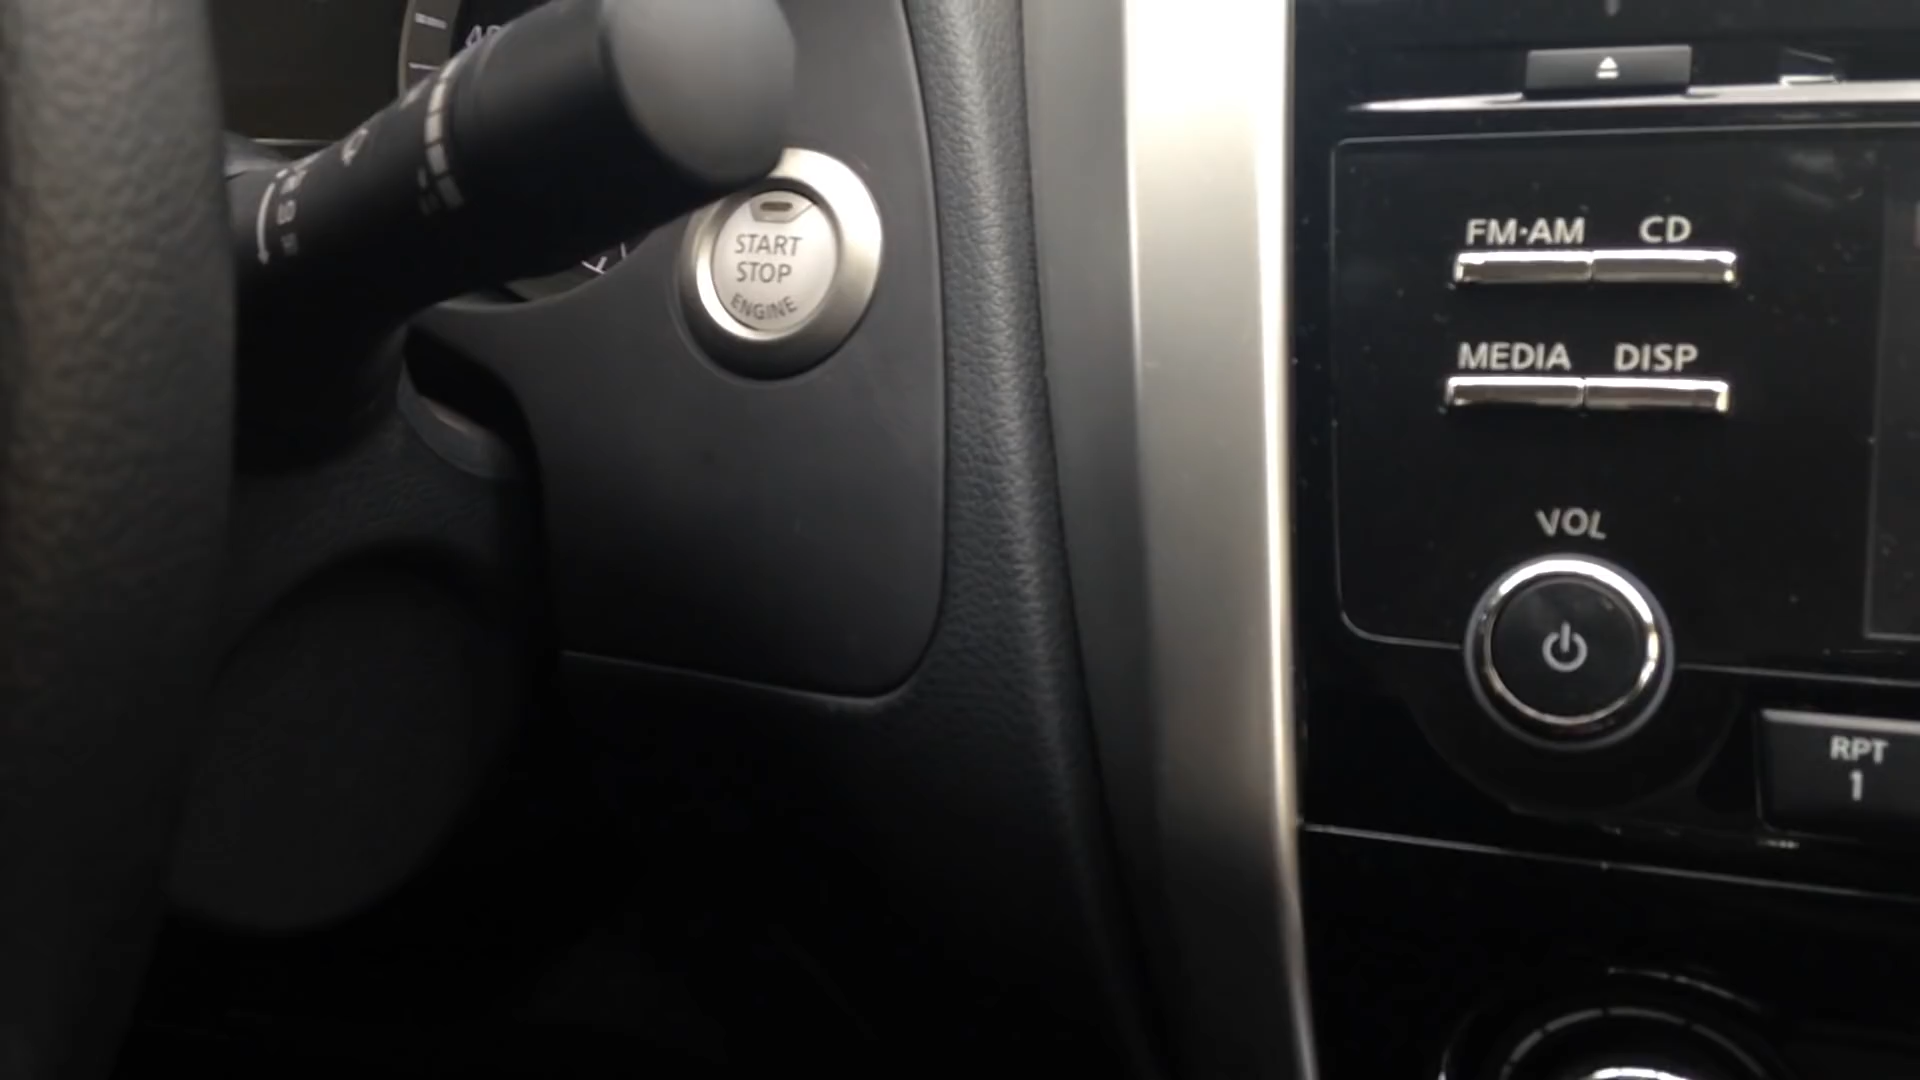 START
STOP
ENGINE
FM·AM CD
MEDIA DISP
VOL
RPT
1